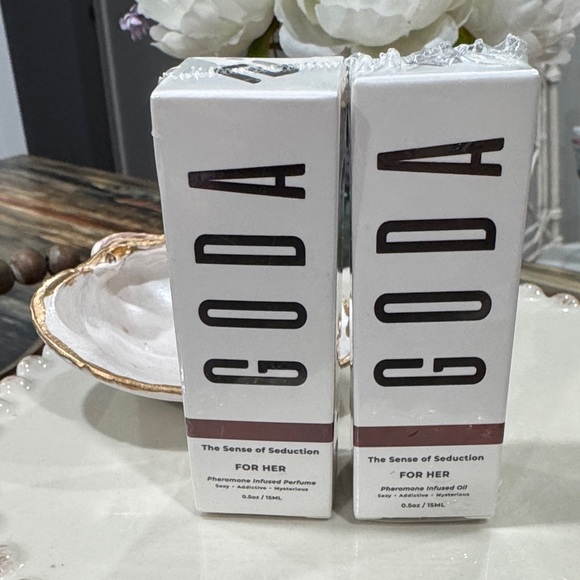 GODA
The Sense of Seduction
FOR HER
Pheromone Infused Perfume
Sexy • Addictive • Mysterious
0.5oz / 15ML
GODA
The Sense of Seduction
FOR HER
Pheromone Infused Oil
Sexy • Addictive • Mysterious
0.5oz / 15ML